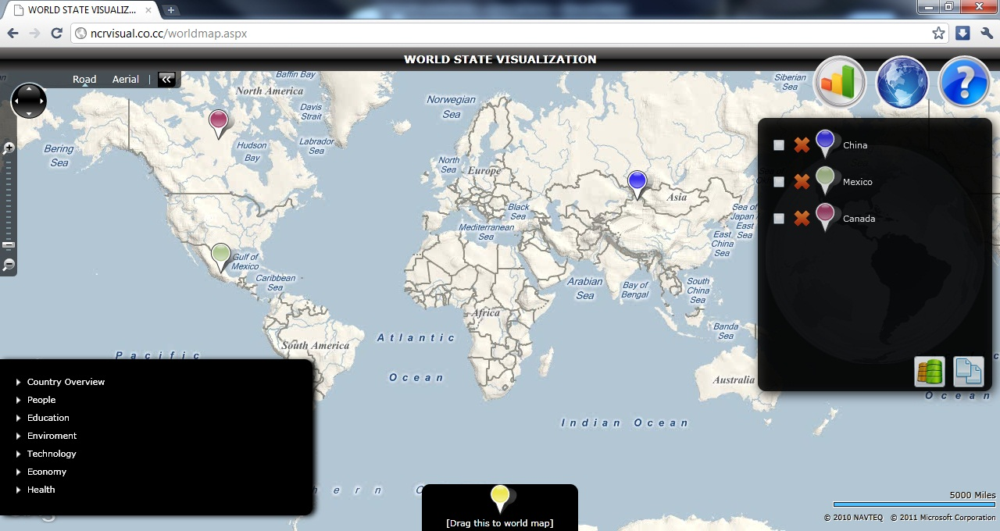 WORLD STATE VISUALIZ...
ncrvisual.co.cc/worldmap.aspx
WORLD STATE VISUALIZATION
Road Aerial
Baffin Bay
North America
Davis
Strait
Labrador
Sea
Hudson
Bay
Bering
Sea
Norwegian
Sea
Siberian
Sea
North
Sea
Europe
Asia
Black
Sea
Mediterranean
Sea
Sea of
Japan
East
Sea
East
China
Sea
Gulf of
Mexico
Caribbean
Sea
Arabian
Sea
Bay of
Bengal
South
China
Sea
Africa
Banda
Sea
South America
Atlantic
Ocean
Pacific
Australia
Indian Ocean
Ocean
China
Mexico
Canada
Country Overview
People
Education
Enviroment
Technology
Economy
Health
[Drag this to world map]
5000 Miles
© 2010 NAVTEQ © 2011 Microsoft Corporation